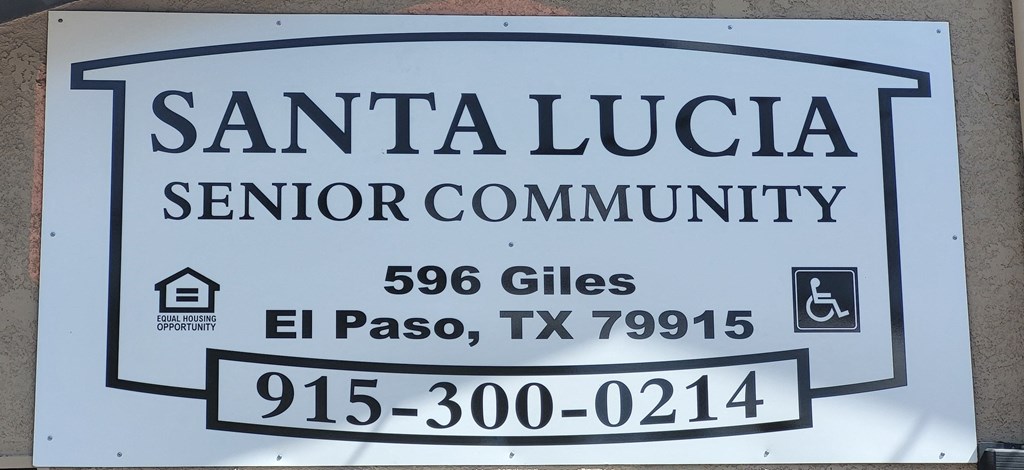 SANTA LUCIA
SENIOR COMMUNITY
596 Giles
El Paso, TX 79915
EQUAL HOUSING
OPPORTUNITY
915-300-0214